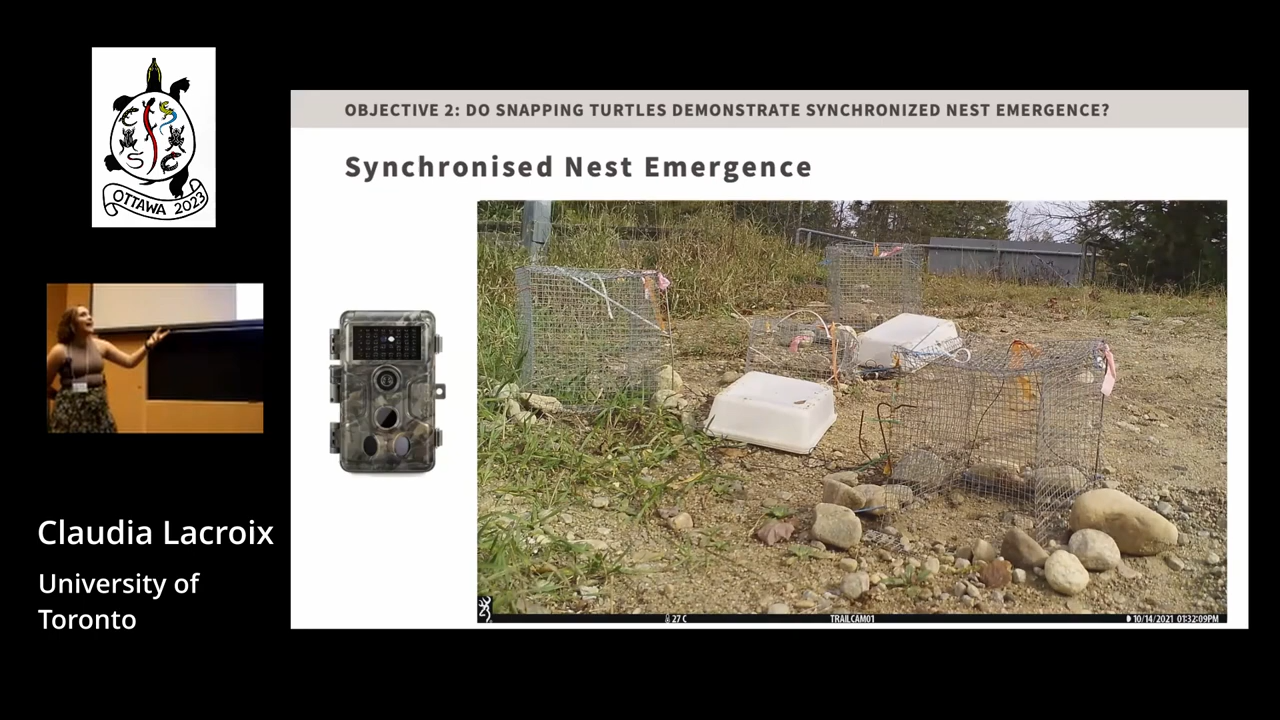 OTTAWA 2023
OBJECTIVE 2: DO SNAPPING TURTLES DEMONSTRATE SYNCHRONIZED NEST EMERGENCE?
Synchronised Nest Emergence
27 C
TRAILCAM01
10/14/2021 01:32:09PM
Claudia Lacroix
University of
Toronto